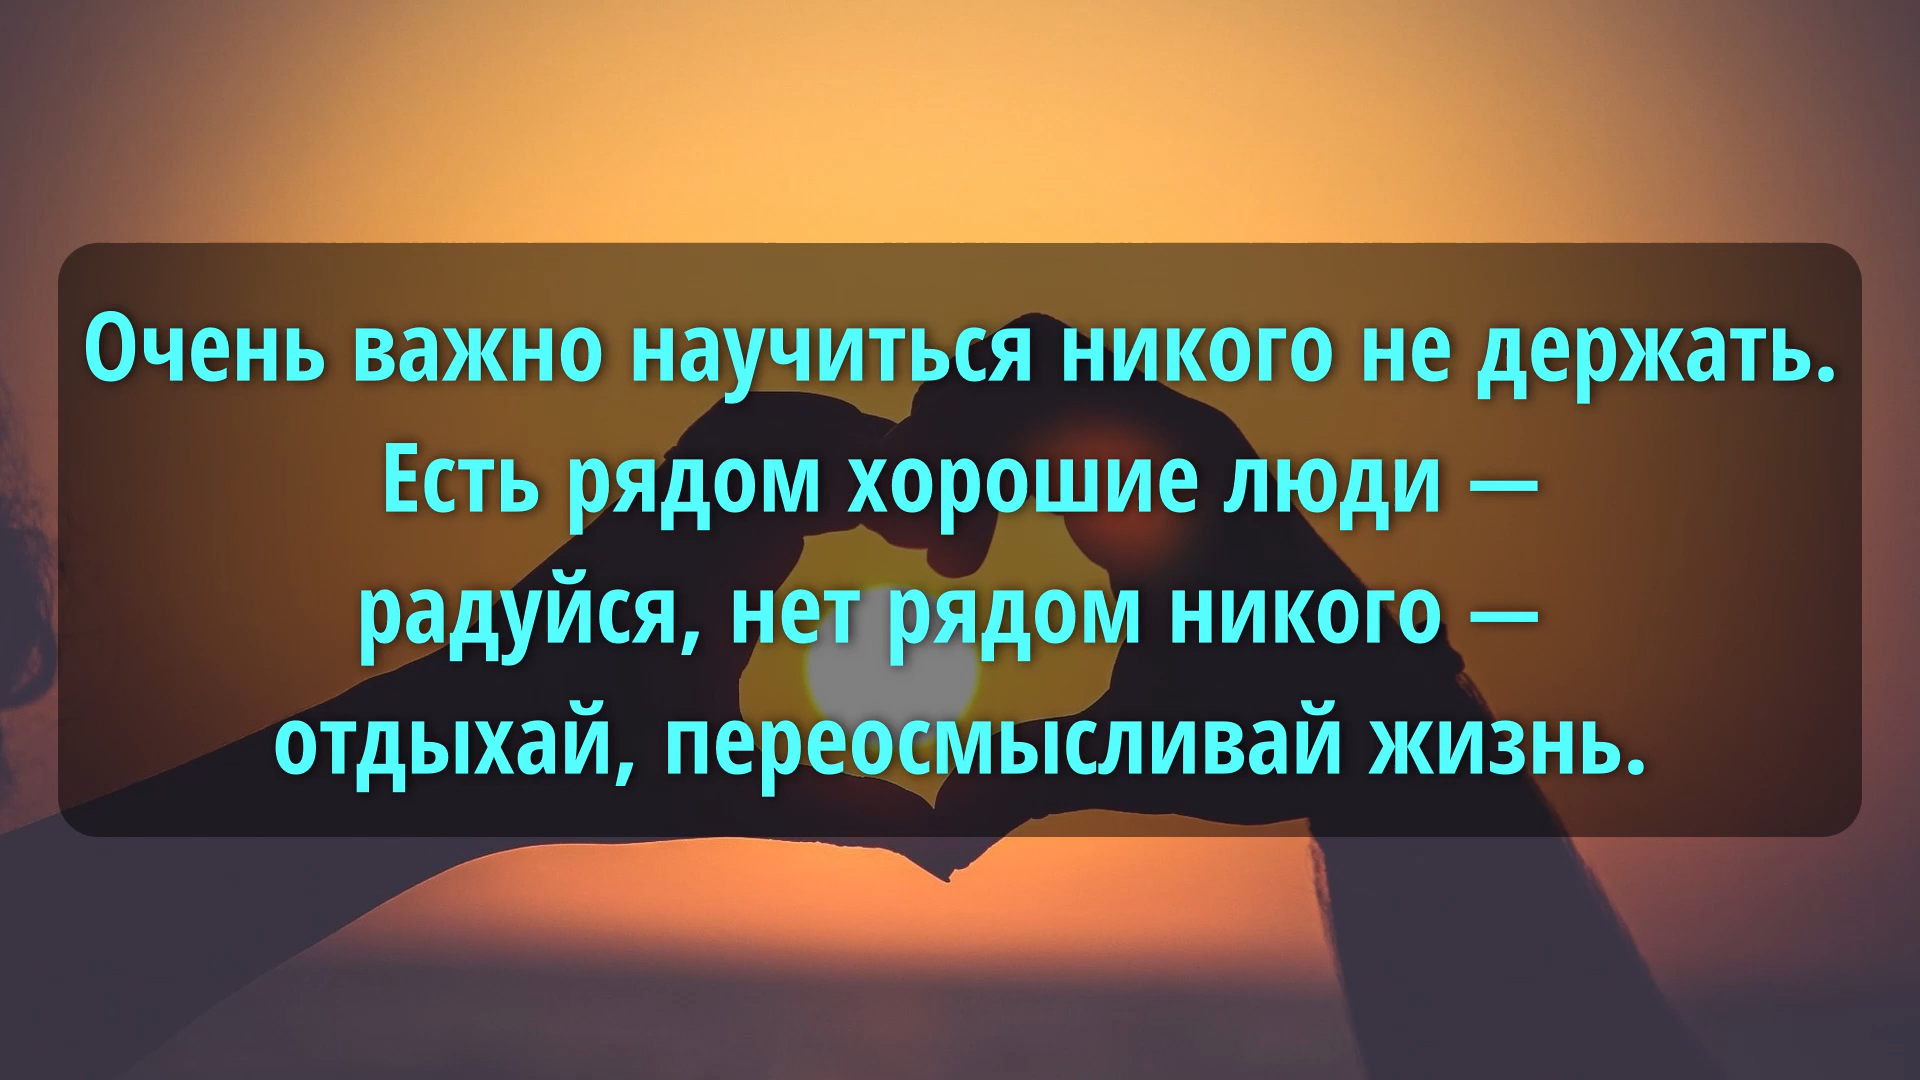 Очень важно научиться никого не держать.
Есть рядом хорошие люди —
радуйся, нет рядом никого —
отдыхай, переосмысливай жизнь.